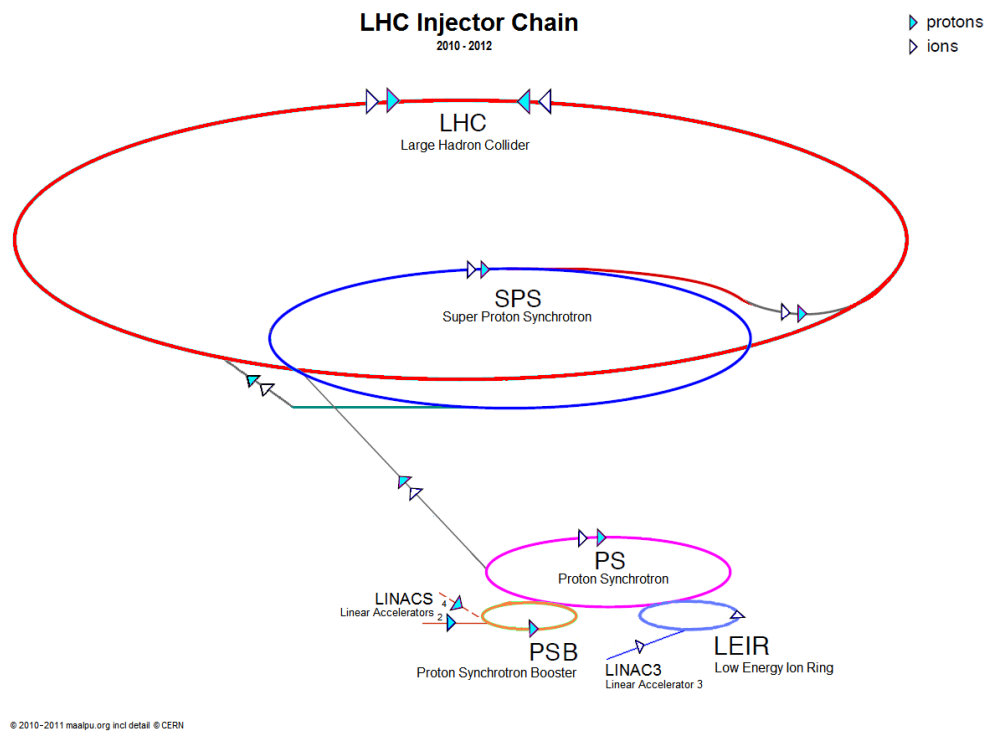 LHC Injector Chain
2010 - 2012
protons
ions
LHC
Large Hadron Collider
SPS
Super Proton Synchrotron
PS
Proton Synchrotron
LINACS
Linear Accelerators
4
2
PSB
Proton Synchrotron Booster
LEIR
Low Energy Ion Ring
LINAC3
Linear Accelerator 3
© 2010-2011 maalpu.org incl detail © CERN